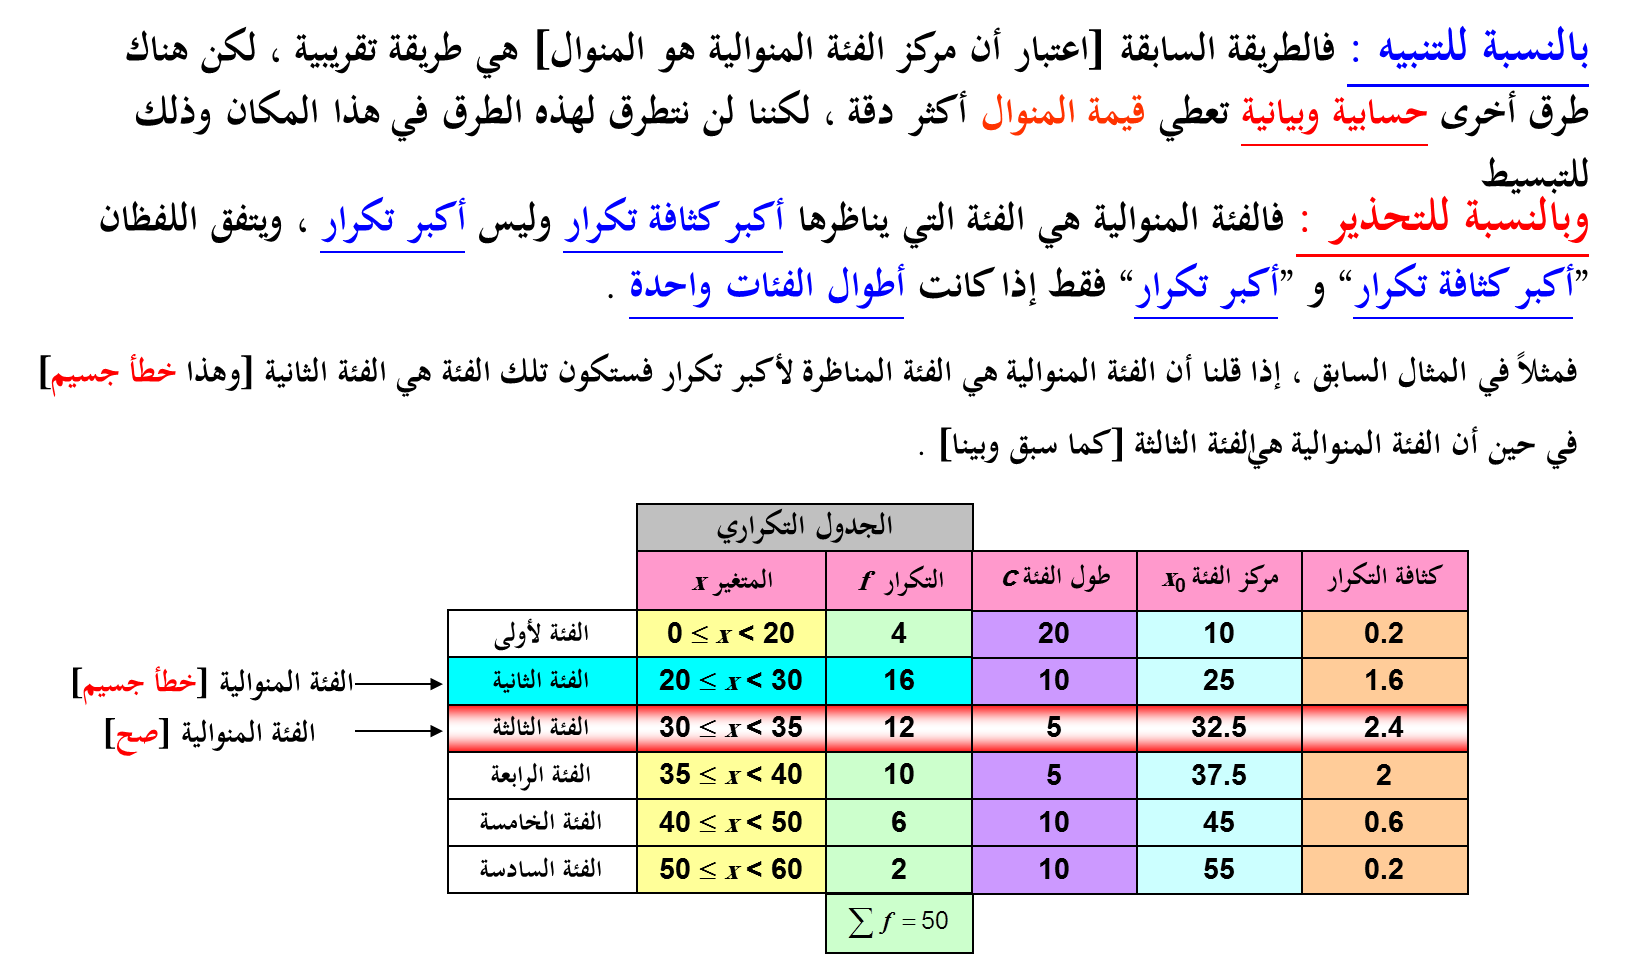 بالنسبة للتنبيه : فالطريقة السابقة [اعتبار أن مركز الفئة المنوالية هو المنوال] هي طريقة تقريبية ، لكن هناك
طرق أخرى حسابية وبيانية تعطي قيمة المنوال أكثر دقة ، لكننا لن نتطرق لهذه الطرق في هذا المكان وذلك
للتبسيط
وبالنسبة للتحذير : فالفئة المنوالية هي الفئة التي يناظرها أكبر كثافة تكرار وليس أكبر تكرار ، ويتفق اللفظان
”أكبر كثافة تكرار“ و ”أكبر تكرار“ فقط إذا كانت أطوال الفئات واحدة .
فمثلاً في المثال السابق ، إذا قلنا أن الفئة المنوالية هي الفئة المناظرة لأكبر تكرار فستكون تلك الفئة هي الفئة الثانية [وهذا خطأ جسيم]
في حين أن الفئة المنوالية هي الفئة الثالثة [كما سبق وبينا] .
الجدول التكراري
المتغير x التكرار f طول الفئة C مركز الفئة x₀ كثافة التكرار
الفئة لأولى 0 ≤ x < 20 4 20 10 0.2
الفئة المنوالية [خطأ جسيم] الفئة الثانية 20 ≤ x < 30 16 10 25 1.6
الفئة المنوالية [صح] الفئة الثالثة 30 ≤ x < 35 12 5 32.5 2.4
الفئة الرابعة 35 ≤ x < 40 10 5 37.5 2
الفئة الخامسة 40 ≤ x < 50 6 10 45 0.6
الفئة السادسة 50 ≤ x < 60 2 10 55 0.2
∑ f = 50